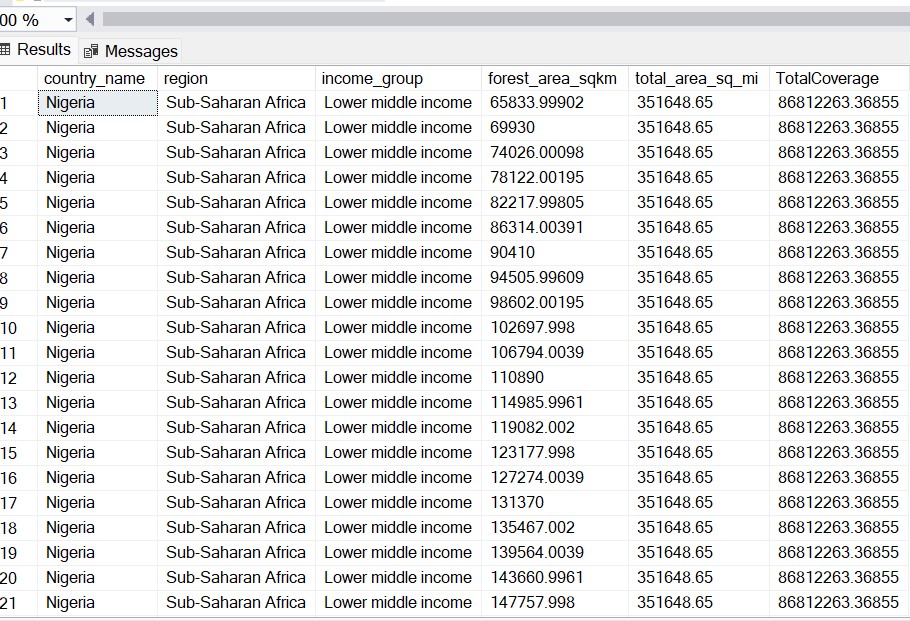 00 %
Results Messages
country_name region income_group forest_area_sqkm total_area_sq_mi TotalCoverage
1 Nigeria Sub-Saharan Africa Lower middle income 65833.99902 351648.65 86812263.36855
2 Nigeria Sub-Saharan Africa Lower middle income 69930 351648.65 86812263.36855
3 Nigeria Sub-Saharan Africa Lower middle income 74026.00098 351648.65 86812263.36855
4 Nigeria Sub-Saharan Africa Lower middle income 78122.00195 351648.65 86812263.36855
5 Nigeria Sub-Saharan Africa Lower middle income 82217.99805 351648.65 86812263.36855
6 Nigeria Sub-Saharan Africa Lower middle income 86314.00391 351648.65 86812263.36855
7 Nigeria Sub-Saharan Africa Lower middle income 90410 351648.65 86812263.36855
8 Nigeria Sub-Saharan Africa Lower middle income 94505.99609 351648.65 86812263.36855
9 Nigeria Sub-Saharan Africa Lower middle income 98602.00195 351648.65 86812263.36855
10 Nigeria Sub-Saharan Africa Lower middle income 102697.998 351648.65 86812263.36855
11 Nigeria Sub-Saharan Africa Lower middle income 106794.0039 351648.65 86812263.36855
12 Nigeria Sub-Saharan Africa Lower middle income 110890 351648.65 86812263.36855
13 Nigeria Sub-Saharan Africa Lower middle income 114985.9961 351648.65 86812263.36855
14 Nigeria Sub-Saharan Africa Lower middle income 119082.002 351648.65 86812263.36855
15 Nigeria Sub-Saharan Africa Lower middle income 123177.998 351648.65 86812263.36855
16 Nigeria Sub-Saharan Africa Lower middle income 127274.0039 351648.65 86812263.36855
17 Nigeria Sub-Saharan Africa Lower middle income 131370 351648.65 86812263.36855
18 Nigeria Sub-Saharan Africa Lower middle income 135467.002 351648.65 86812263.36855
19 Nigeria Sub-Saharan Africa Lower middle income 139564.0039 351648.65 86812263.36855
20 Nigeria Sub-Saharan Africa Lower middle income 143660.9961 351648.65 86812263.36855
21 Nigeria Sub-Saharan Africa Lower middle income 147757.998 351648.65 86812263.36855